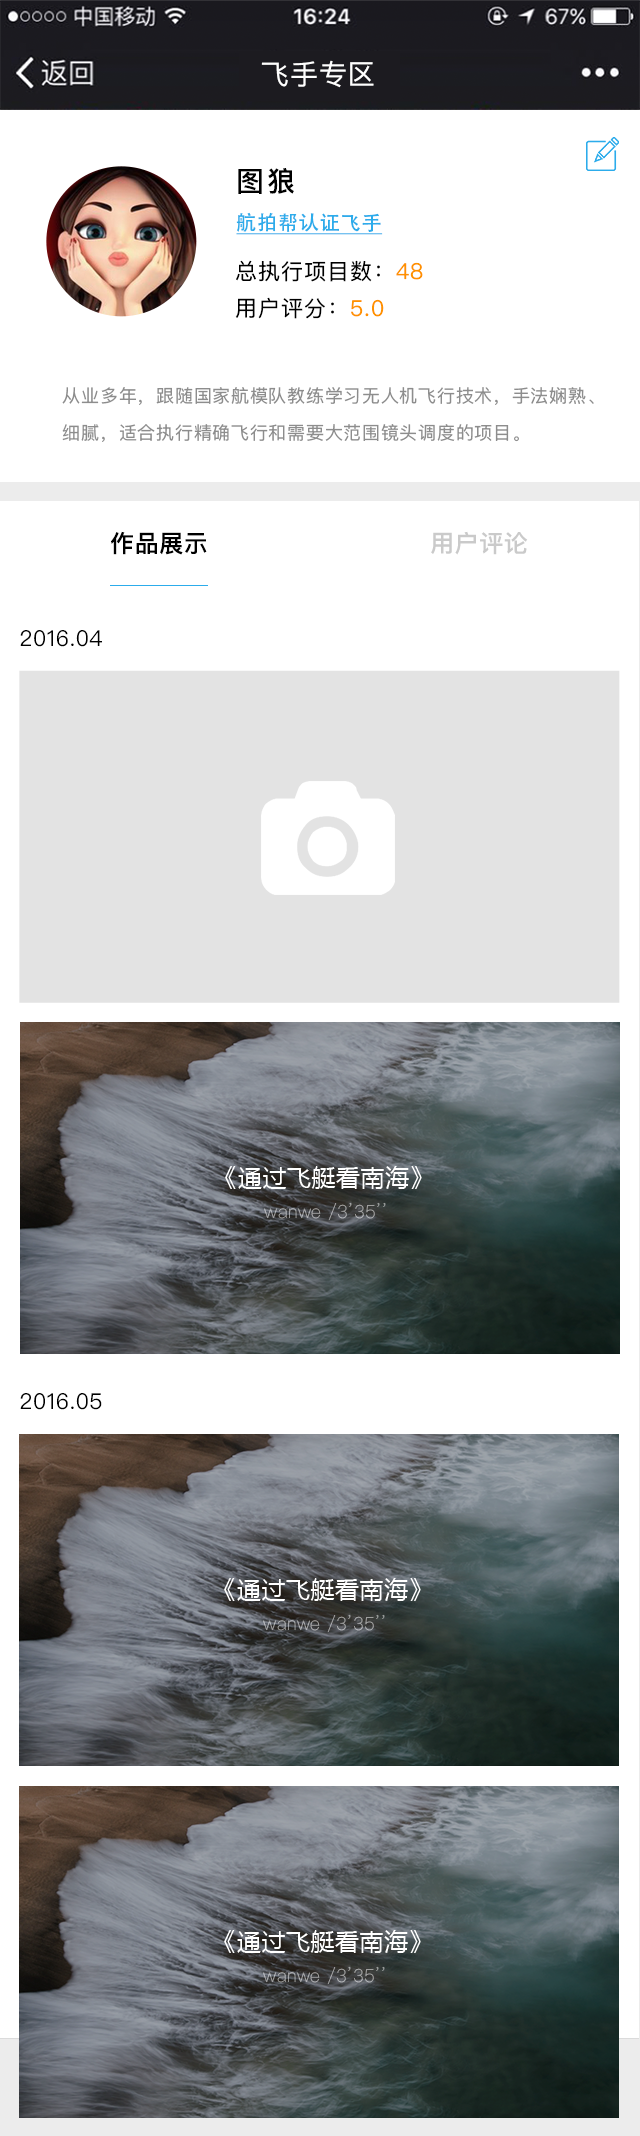 中国移动 16:24 67%
返回 飞手专区
图狼
航拍帮认证飞手
总执行项目数：48
用户评分：5.0
从业多年，跟随国家航模队教练学习无人机飞行技术，手法娴熟、
细腻，适合执行精确飞行和需要大范围镜头调度的项目。
作品展示 用户评论
2016.04
《通过飞艇看南海》
wanwe /3'35''
2016.05
《通过飞艇看南海》
wanwe /3'35''
《通过飞艇看南海》
wanwe /3'35''